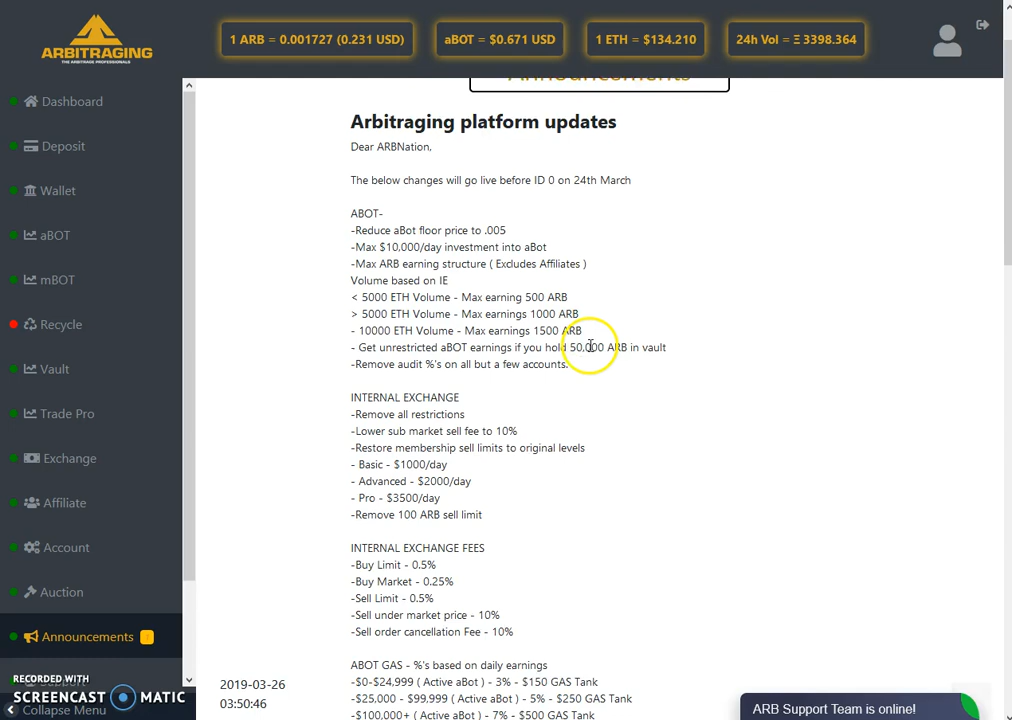 ARBITRAGING
THE ARBITRAGE PROFESSIONALS
1 ARB = 0.001727 (0.231 USD)
aBOT = $0.671 USD
1 ETH = $134.210
24h Vol = Ξ 3398.364
Dashboard
Deposit
Wallet
aBOT
mBOT
Recycle
Vault
Trade Pro
Exchange
Affiliate
Account
Auction
Announcements
Support
Collapse Menu
RECORDED WITH
SCREENCAST MATIC
Announcements
Arbitraging platform updates
Dear ARBNation,
The below changes will go live before ID 0 on 24th March
ABOT-
-Reduce aBot floor price to .005
-Max $10,000/day investment into aBot
-Max ARB earning structure ( Excludes Affiliates )
Volume based on IE
< 5000 ETH Volume - Max earning 500 ARB
> 5000 ETH Volume - Max earnings 1000 ARB
- 10000 ETH Volume - Max earnings 1500 ARB
- Get unrestricted aBOT earnings if you hold 50,000 ARB in vault
-Remove audit %'s on all but a few accounts.
INTERNAL EXCHANGE
-Remove all restrictions
-Lower sub market sell fee to 10%
-Restore membership sell limits to original levels
- Basic - $1000/day
- Advanced - $2000/day
- Pro - $3500/day
-Remove 100 ARB sell limit
INTERNAL EXCHANGE FEES
-Buy Limit - 0.5%
-Buy Market - 0.25%
-Sell Limit - 0.5%
-Sell under market price - 10%
-Sell order cancellation Fee - 10%
ABOT GAS - %'s based on daily earnings
-$0-$24,999 ( Active aBot ) - 3% - $150 GAS Tank
-$25,000 - $99,999 ( Active aBot ) - 5% - $250 GAS Tank
-$100,000+ ( Active aBot ) - 7% - $500 GAS Tank
2019-03-26
03:50:46
ARB Support Team is online!